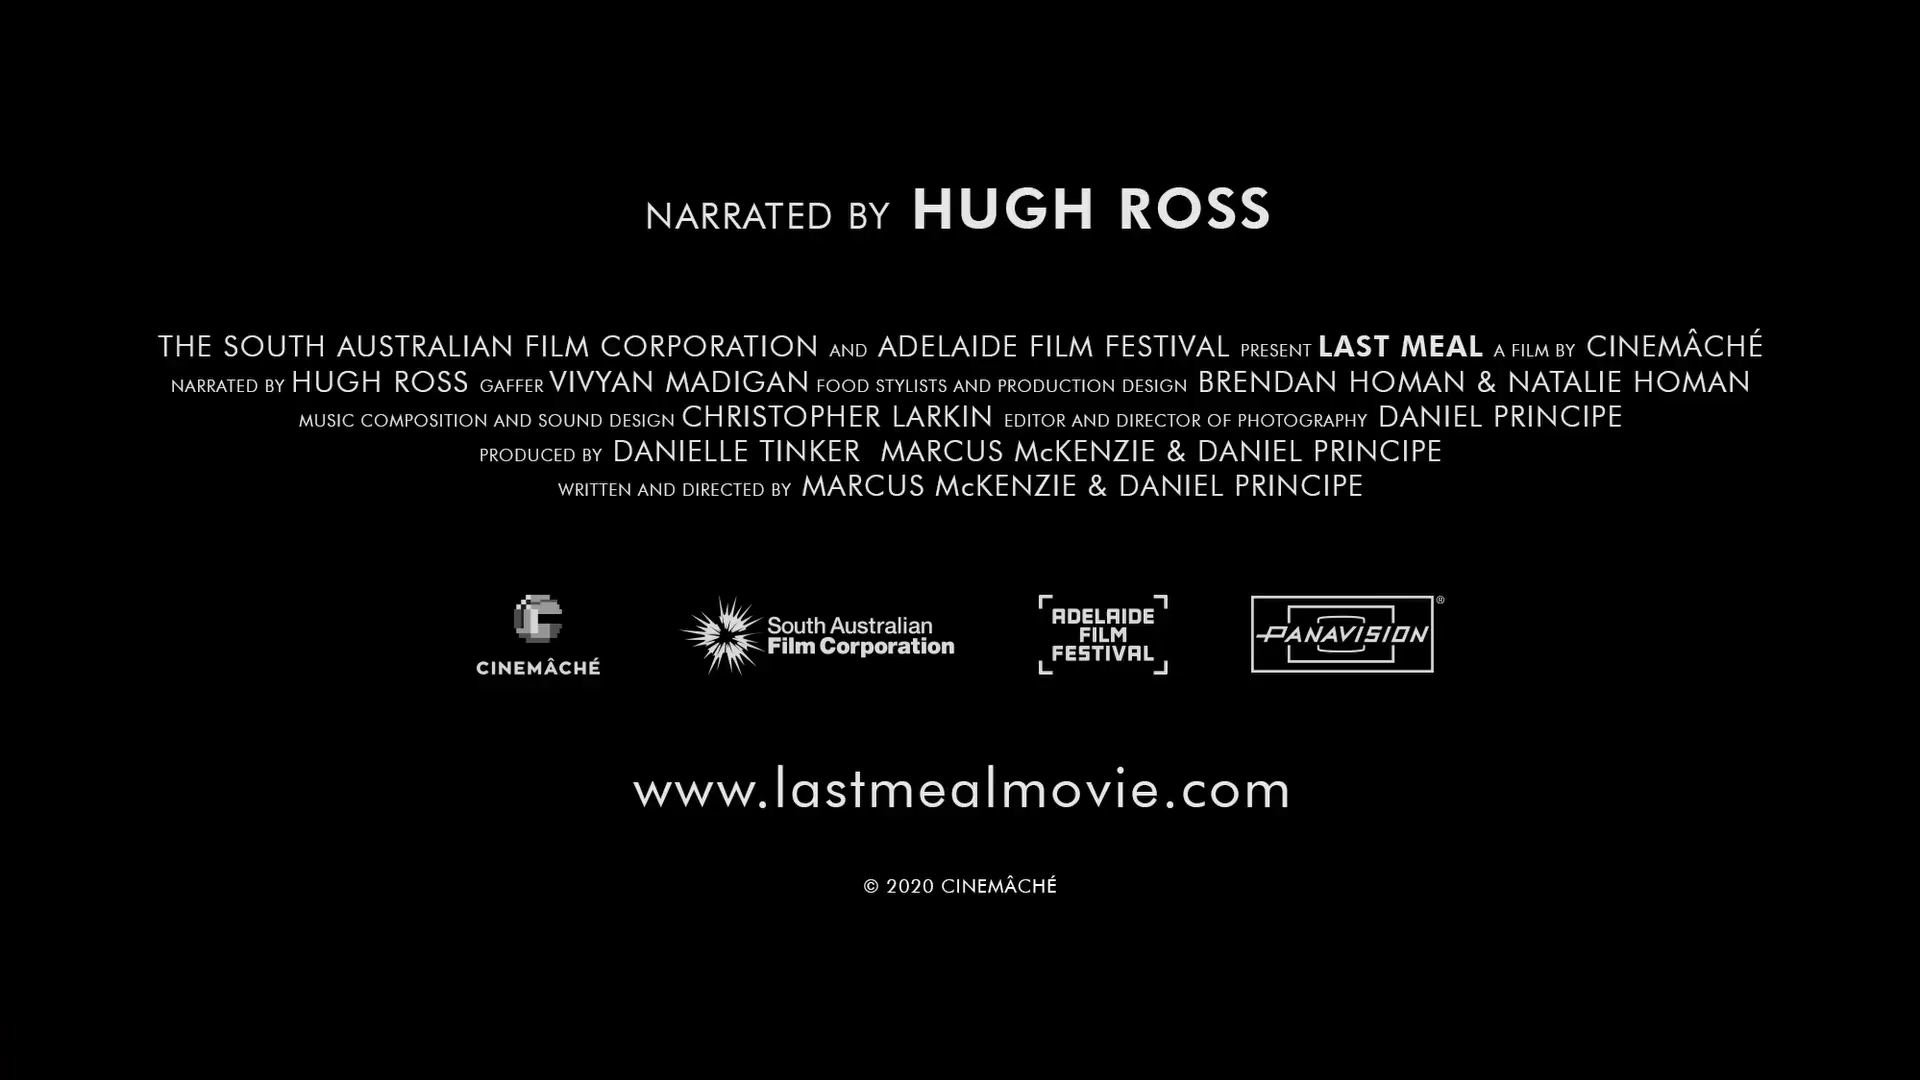 NARRATED BY HUGH ROSS
THE SOUTH AUSTRALIAN FILM CORPORATION AND ADELAIDE FILM FESTIVAL PRESENT LAST MEAL A FILM BY CINEMÂCHÉ
NARRATED BY HUGH ROSS GAFFER VIVYAN MADIGAN FOOD STYLISTS AND PRODUCTION DESIGN BRENDAN HOMAN & NATALIE HOMAN
MUSIC COMPOSITION AND SOUND DESIGN CHRISTOPHER LARKIN EDITOR AND DIRECTOR OF PHOTOGRAPHY DANIEL PRINCIPE
PRODUCED BY DANIELLE TINKER MARCUS McKENZIE & DANIEL PRINCIPE
WRITTEN AND DIRECTED BY MARCUS McKENZIE & DANIEL PRINCIPE
CINEMÂCHÉ
South Australian
Film Corporation
ADELAIDE
FILM
FESTIVAL
PANAVISION®
www.lastmealmovie.com
© 2020 CINEMÂCHÉ